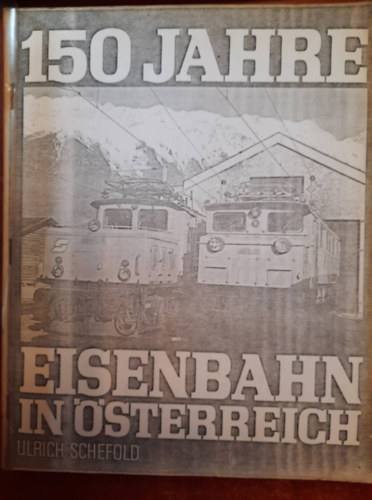 150 JAHRE
EISENBAHN
IN ÖSTERREICH
ULRICH SCHEFOLD